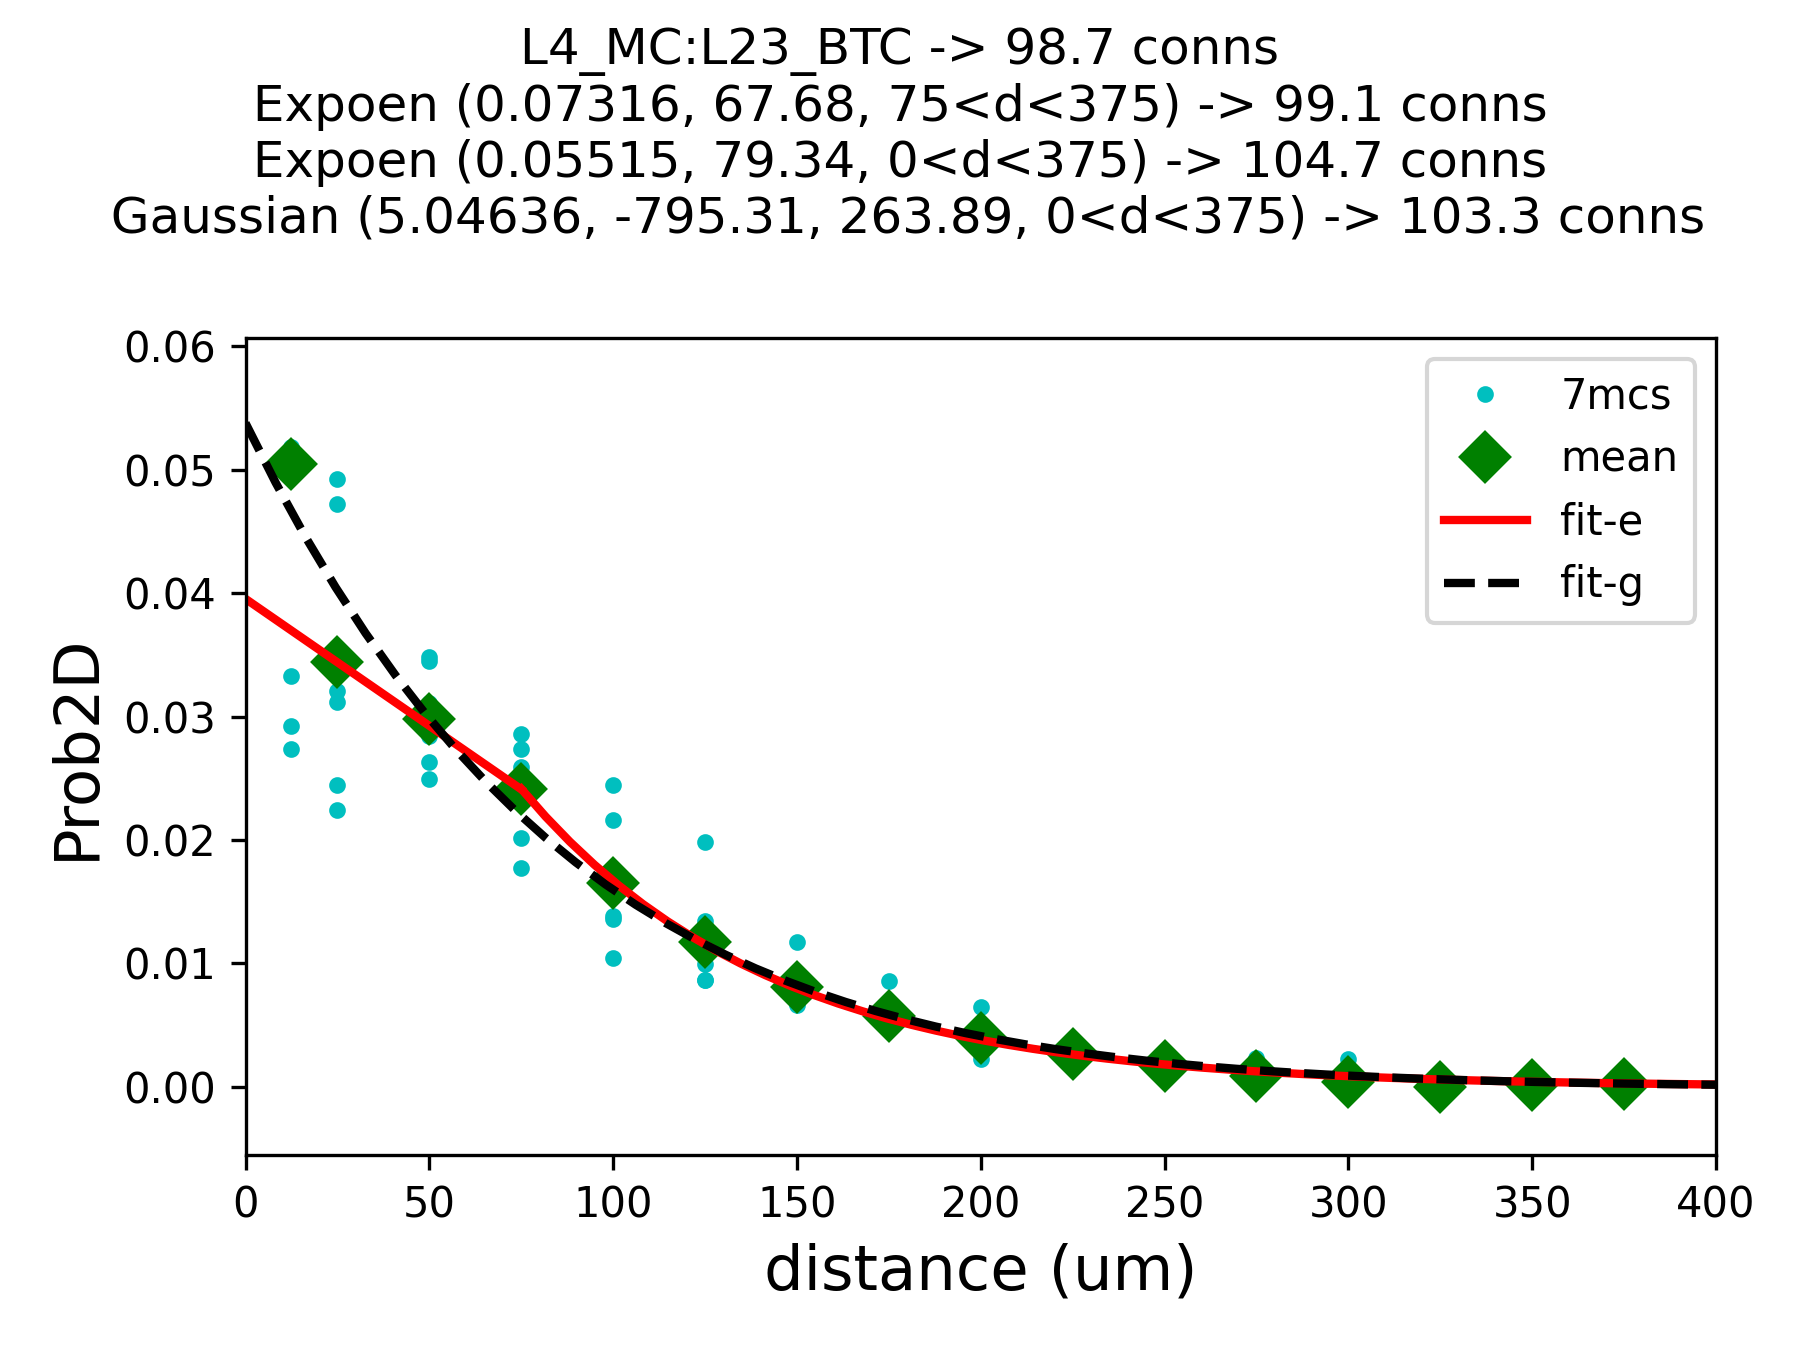 L4_MC:L23_BTC -> 98.7 conns
Expoen (0.07316, 67.68, 75<d<375) -> 99.1 conns
Expoen (0.05515, 79.34, 0<d<375) -> 104.7 conns
Gaussian (5.04636, -795.31, 263.89, 0<d<375) -> 103.3 conns
0.06
0.05
0.04
0.03
0.02
0.01
0.00
Prob2D
7mcs
mean
fit-e
fit-g
0 50 100 150 200 250 300 350 400
distance (um)